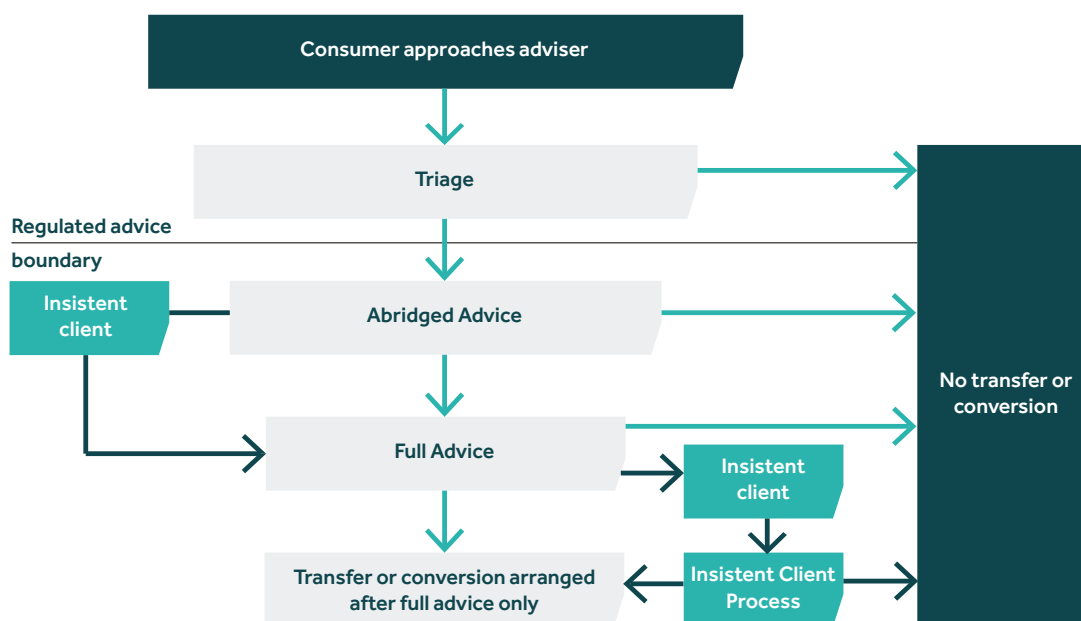 Consumer approaches adviser
Triage
Regulated advice
boundary
Insistent
client
Abridged Advice
No transfer or
conversion
Full Advice
Insistent
client
Transfer or conversion arranged
after full advice only
Insistent Client
Process